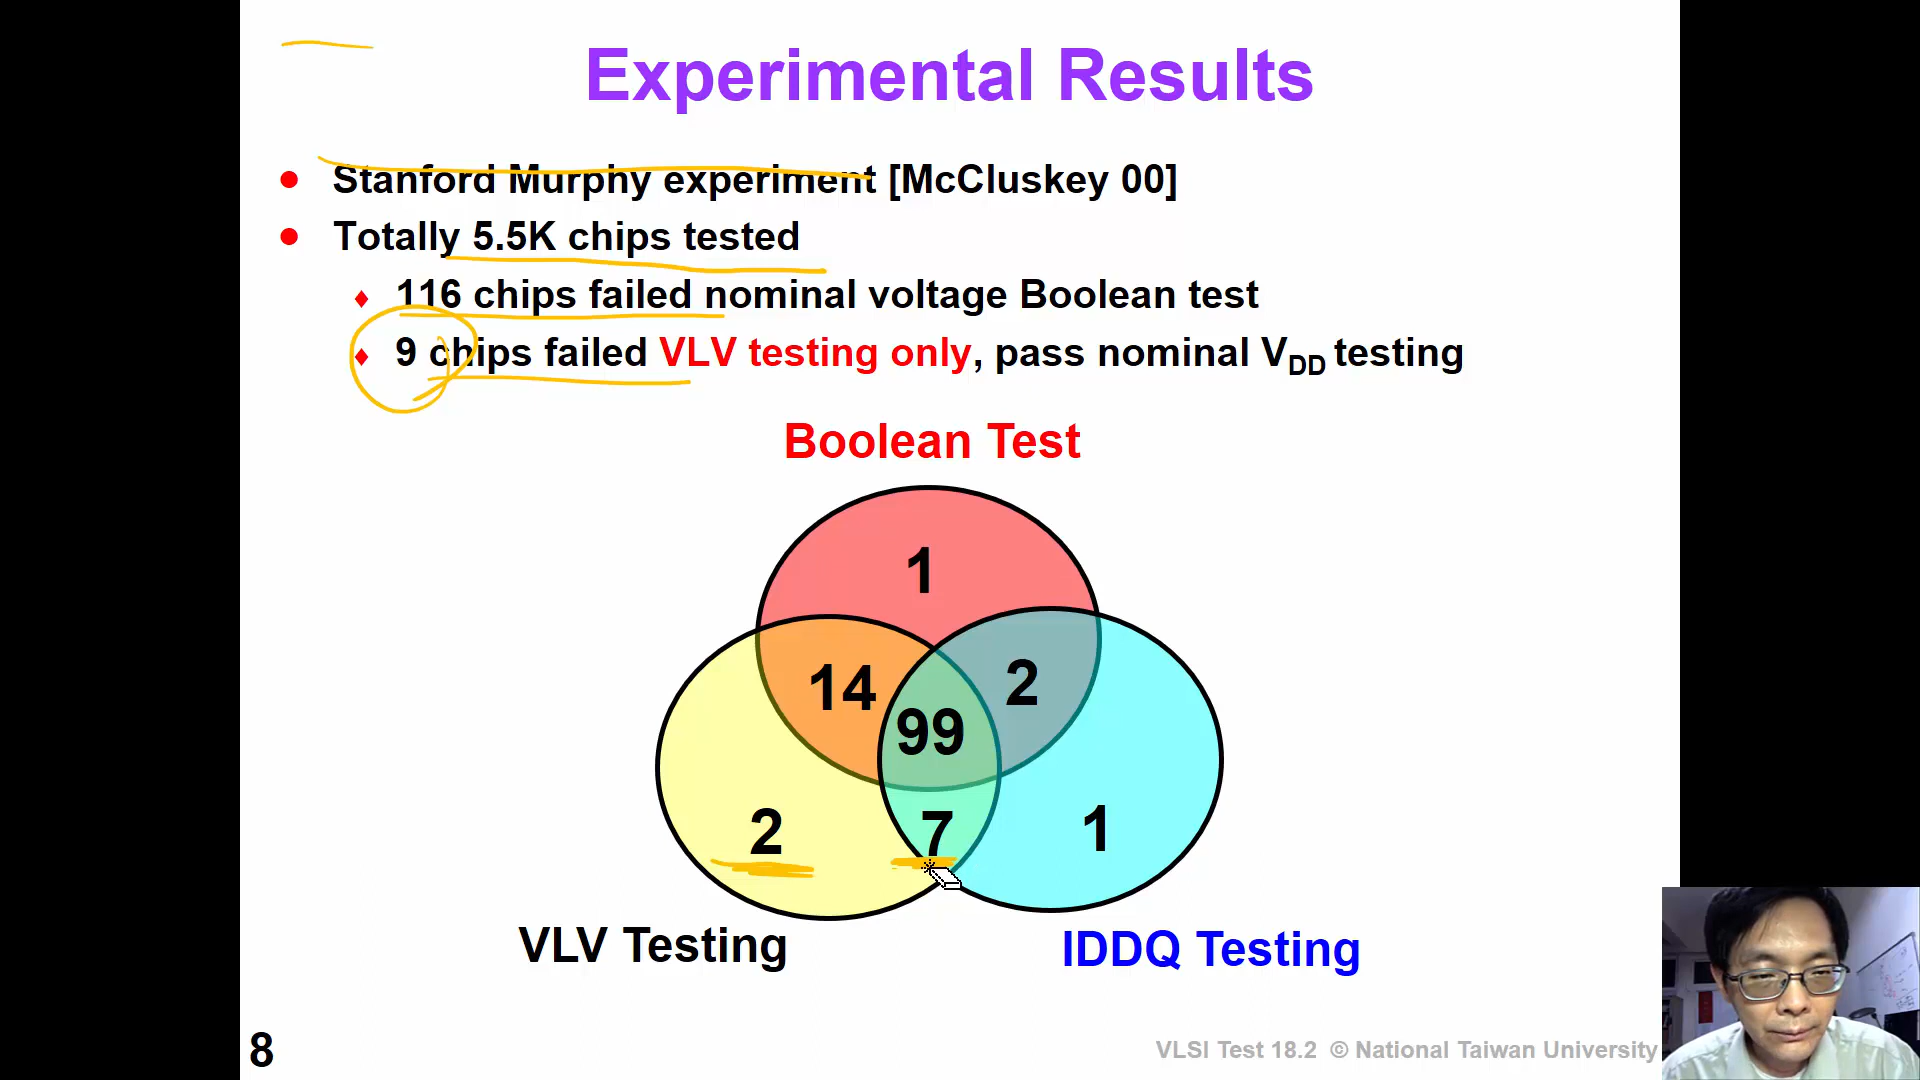 Experimental Results
Stanford Murphy experiment [McCluskey 00]
Totally 5.5K chips tested
116 chips failed nominal voltage Boolean test
9 chips failed VLV testing only, pass nominal VDD testing
Boolean Test
1
14
2
99
2
7
1
VLV Testing
IDDQ Testing
8
VLSI Test 18.2 © National Taiwan University